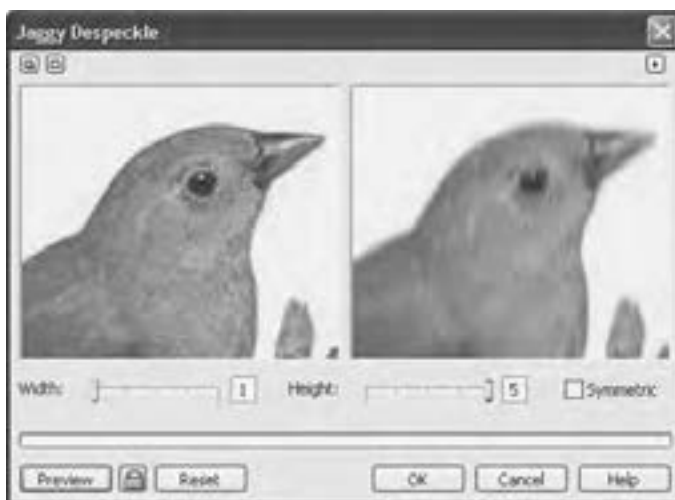 Jaggy Despeckle
Width: 1 Height: 5 Symmetric
Preview Reset OK Cancel Help